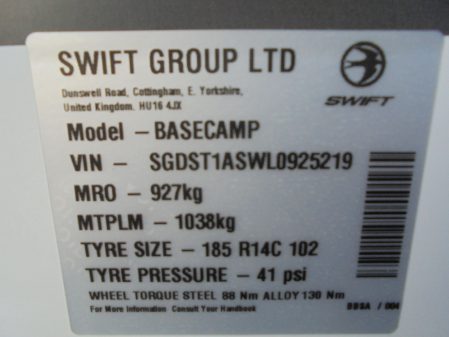 SWIFT GROUP LTD
Dunswell Road, Cottingham, E. Yorkshire,
United Kingdom. HU16 4JX
SWIFT
Model - BASECAMP
VIN - SGDST1ASWL0925219
MRO - 927kg
MTPLM - 1038kg
TYRE SIZE - 185 R14C 102
TYRE PRESSURE - 41 psi
WHEEL TORQUE STEEL 88 Nm ALLOY 130 Nm
For More Information Consult Your Handbook
/ 004